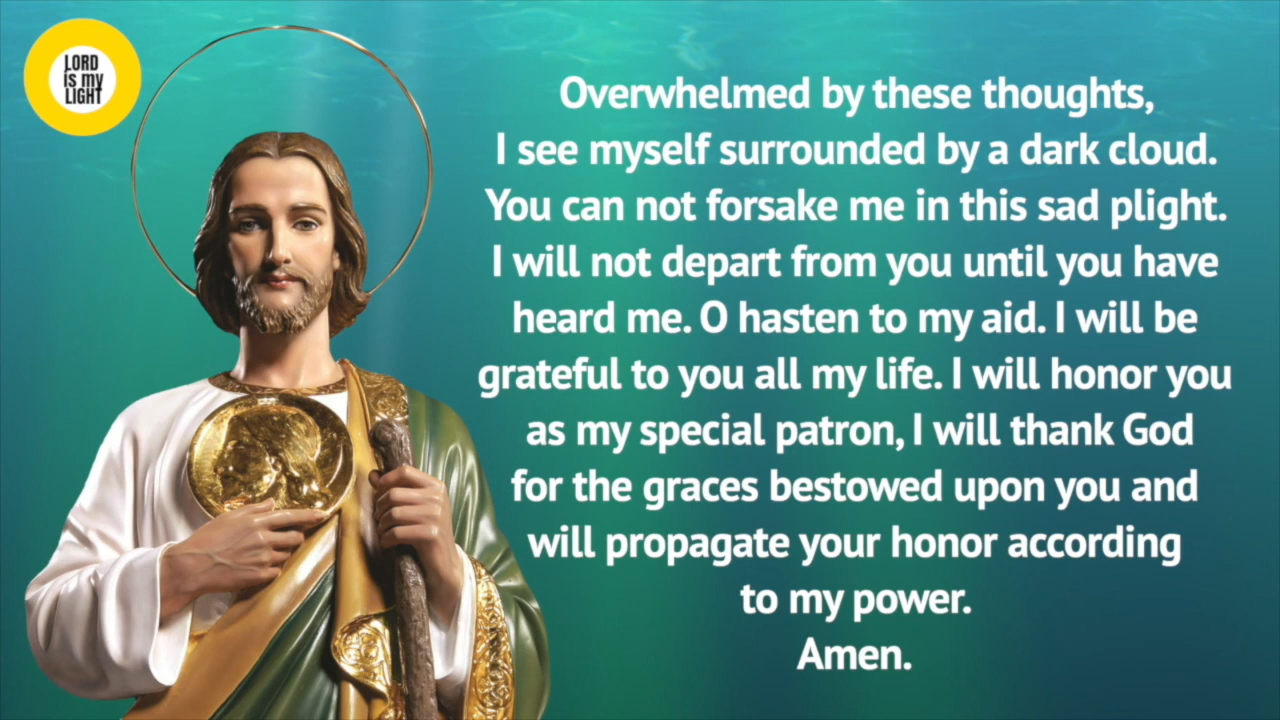 LORD
is my
LIGHT
Overwhelmed by these thoughts,
I see myself surrounded by a dark cloud.
You can not forsake me in this sad plight.
I will not depart from you until you have
heard me. O hasten to my aid. I will be
grateful to you all my life. I will honor you
as my special patron, I will thank God
for the graces bestowed upon you and
will propagate your honor according
to my power.
Amen.